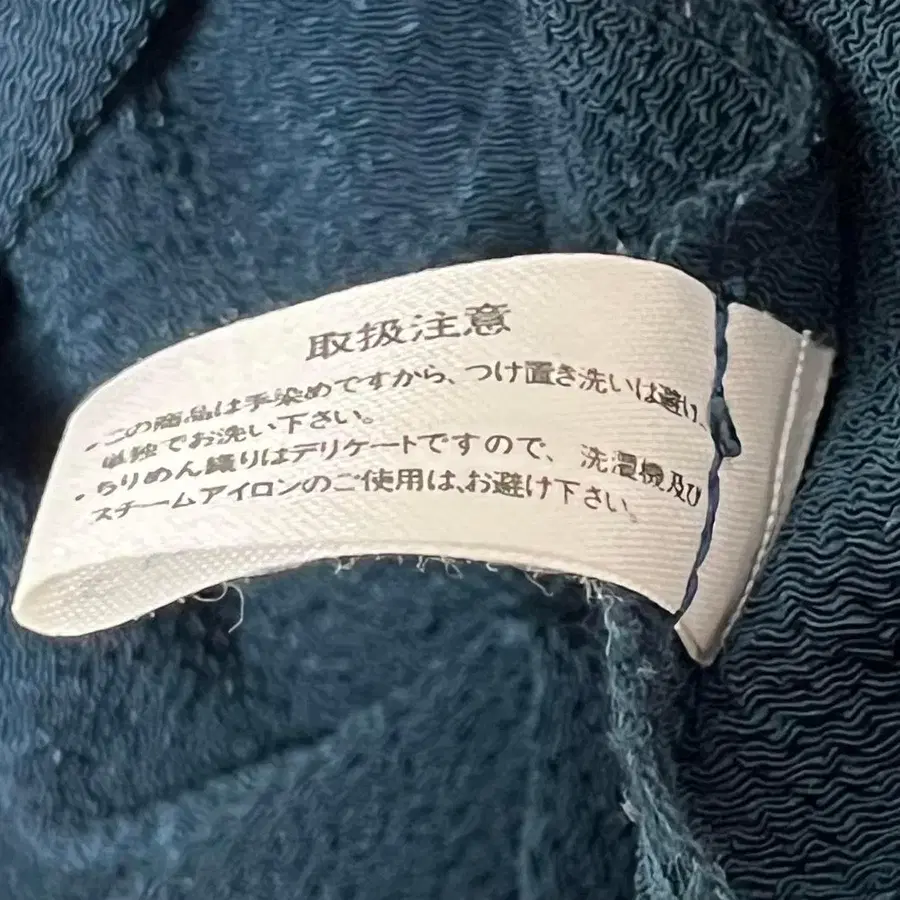 取扱注意
・この商品は手染めですから、つけ置き洗いは避け、
単独でお洗い下さい。
・ちりめん織りはデリケートですので、洗濯機及び
スチームアイロンのご使用は、お避け下さい。